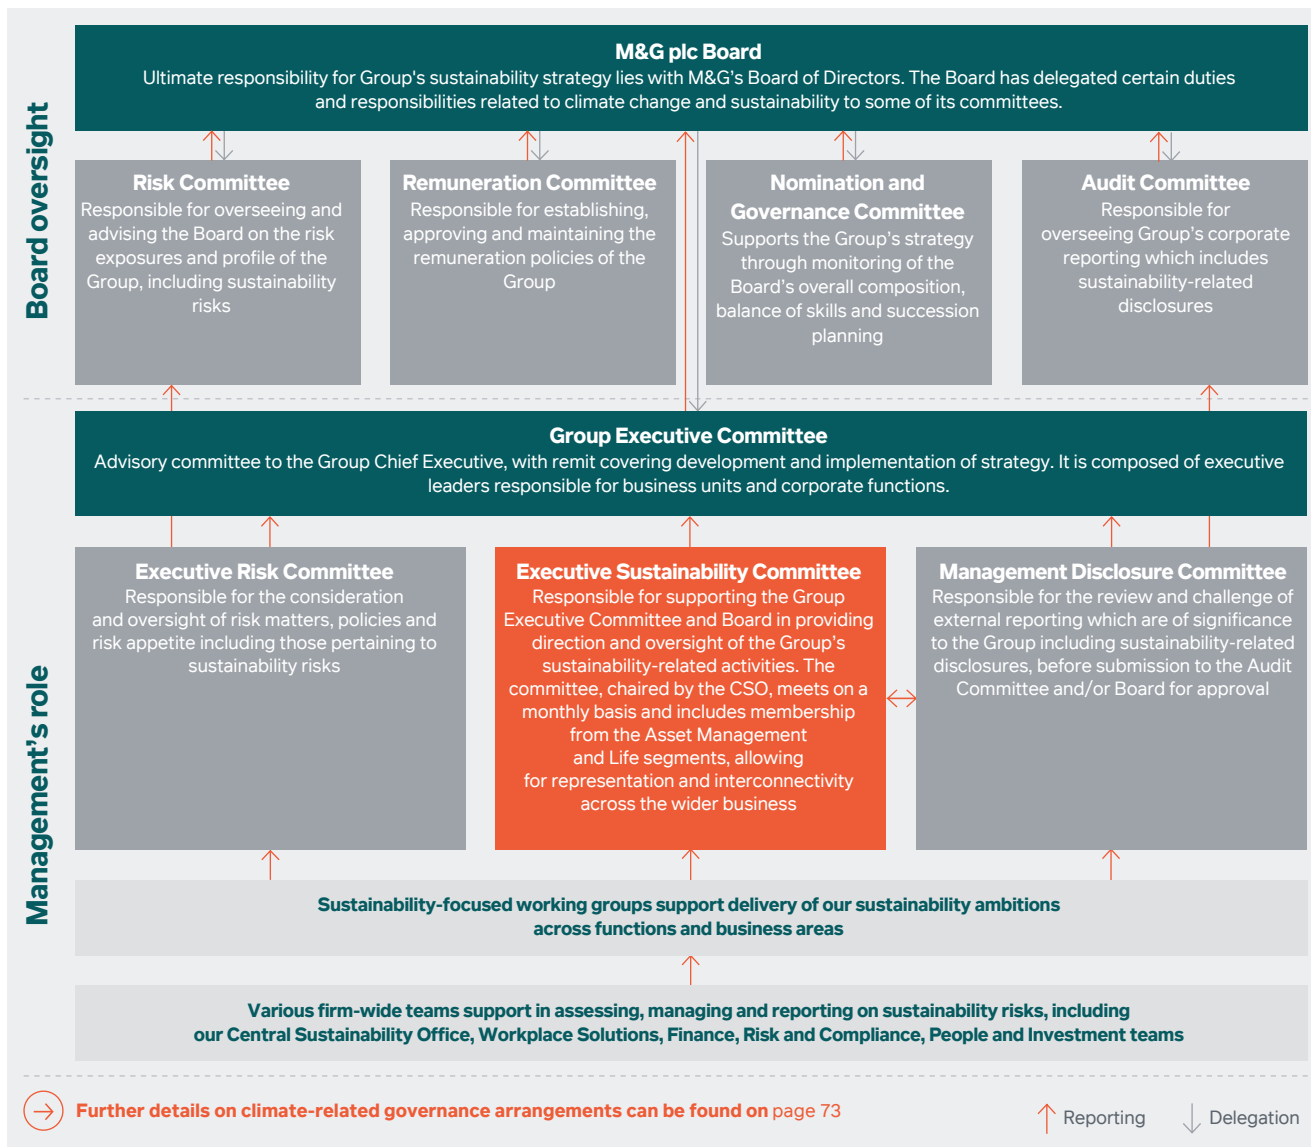 M&G plc Board
Ultimate responsibility for Group's sustainability strategy lies with M&G's Board of Directors. The Board has delegated certain duties
and responsibilities related to climate change and sustainability to some of its committees.
Board oversight
Risk Committee
Responsible for overseeing and
advising the Board on the risk
exposures and profile of the
Group, including sustainability
risks
Remuneration Committee
Responsible for establishing,
approving and maintaining the
remuneration policies of the
Group
Nomination and
Governance Committee
Supports the Group's strategy
through monitoring of the
Board's overall composition,
balance of skills and succession
planning
Audit Committee
Responsible for
overseeing Group's corporate
reporting which includes
sustainability-related
disclosures
Group Executive Committee
Advisory committee to the Group Chief Executive, with remit covering development and implementation of strategy. It is composed of executive
leaders responsible for business units and corporate functions.
Management's role
Executive Risk Committee
Responsible for the consideration
and oversight of risk matters, policies and
risk appetite including those pertaining to
sustainability risks
Executive Sustainability Committee
Responsible for supporting the Group
Executive Committee and Board in providing
direction and oversight of the Group's
sustainability-related activities. The
committee, chaired by the CSO, meets on a
monthly basis and includes membership
from the Asset Management
and Life segments, allowing
for representation and interconnectivity
across the wider business
Management Disclosure Committee
Responsible for the review and challenge of
external reporting which are of significance
to the Group including sustainability-related
disclosures, before submission to the Audit
Committee and/or Board for approval
Sustainability-focused working groups support delivery of our sustainability ambitions
across functions and business areas
Various firm-wide teams support in assessing, managing and reporting on sustainability risks, including
our Central Sustainability Office, Workplace Solutions, Finance, Risk and Compliance, People and Investment teams
Further details on climate-related governance arrangements can be found on page 73
Reporting
Delegation